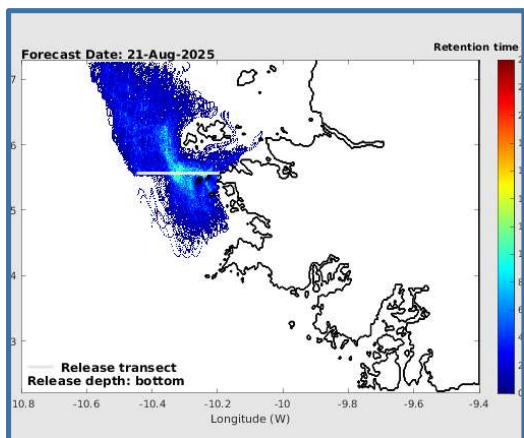 Forecast Date: 21-Aug-2025
Retention time
7
6
5
4
3
Release transect
Release depth: bottom
10.8 -10.6 -10.4 -10.2 -10 -9.8 -9.6 -9.4
Longitude (W)